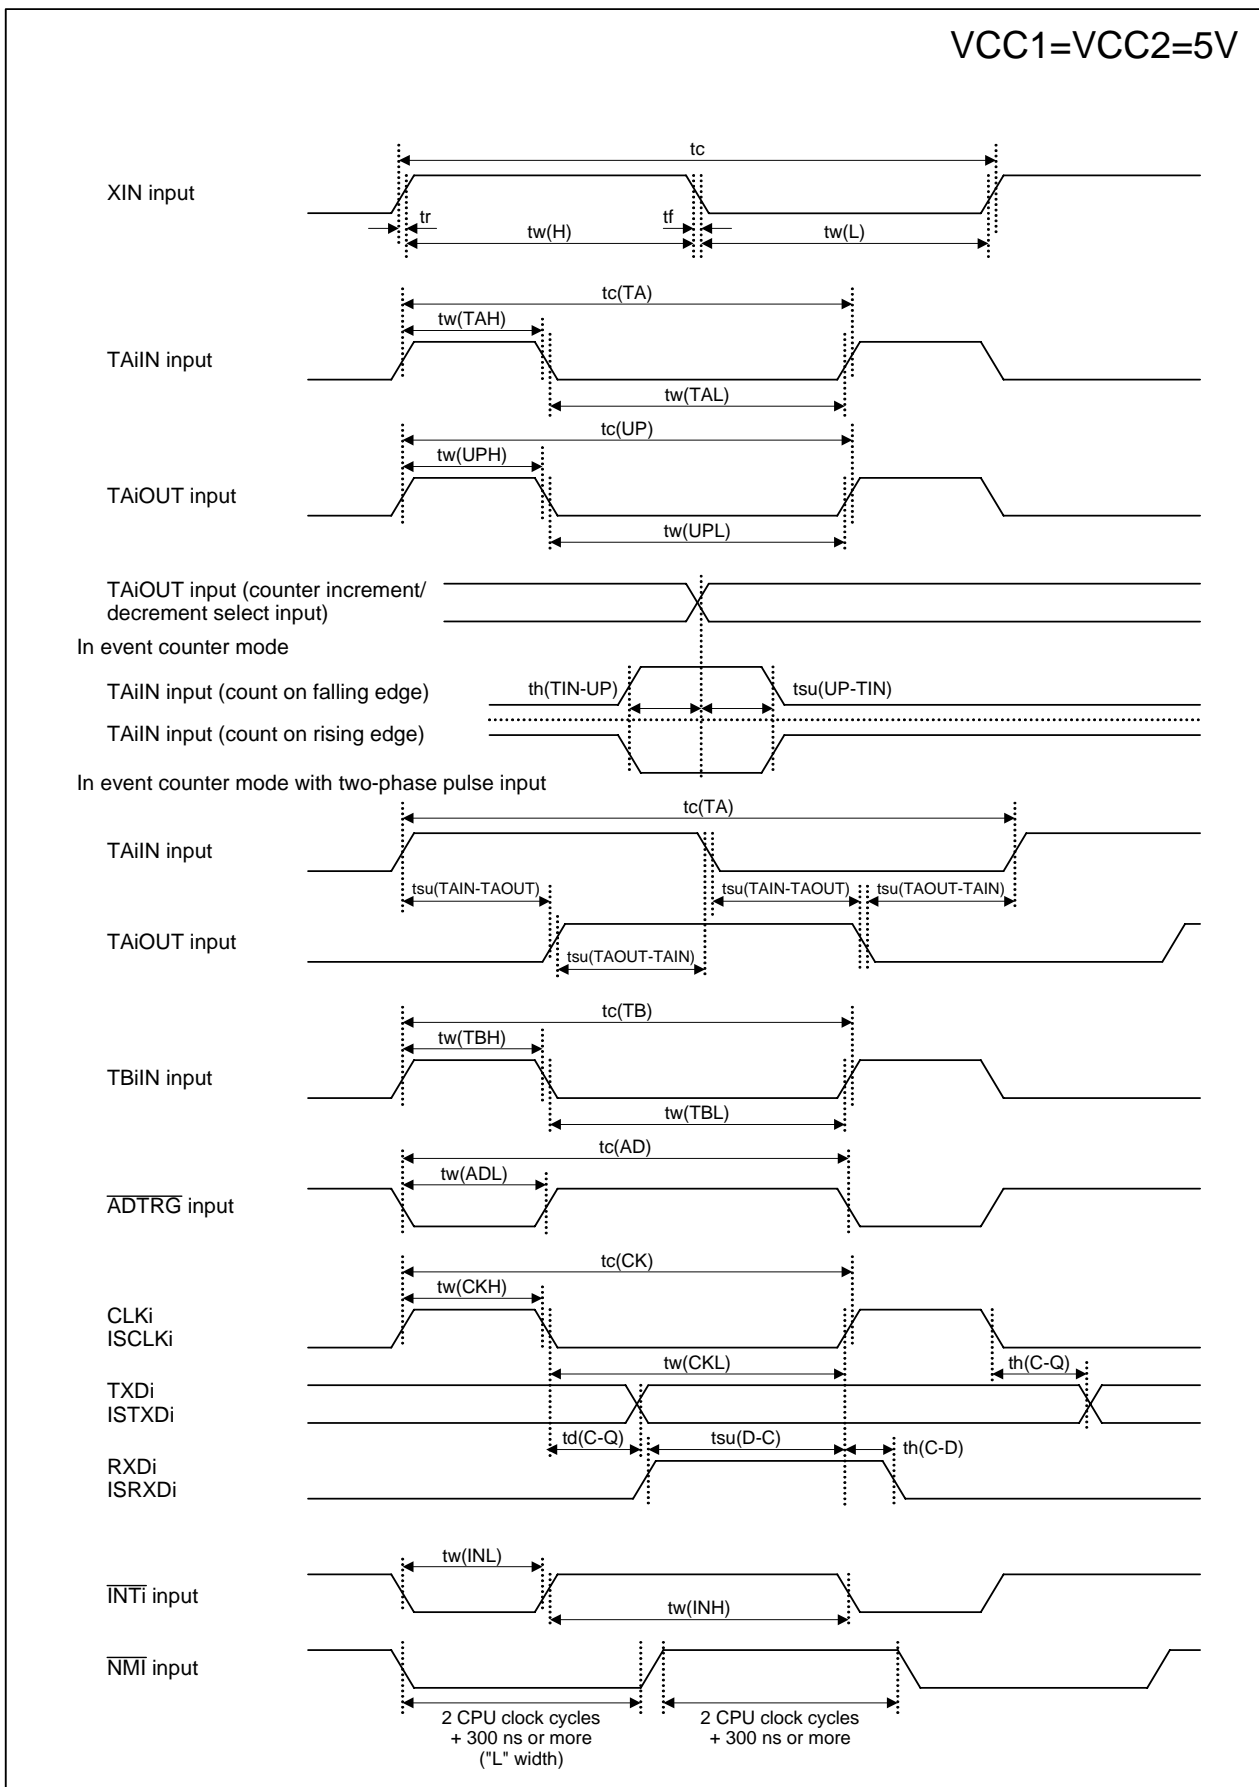 VCC1=VCC2=5V
tc
XIN input
tr
tf
tw(H)
tw(L)
tc(TA)
tw(TAH)
TAiIN input
tw(TAL)
tc(UP)
tw(UPH)
TAiOUT input
tw(UPL)
TAiOUT input (counter increment/
decrement select input)
In event counter mode
TAiIN input (count on falling edge)
th(TIN-UP)
tsu(UP-TIN)
TAiIN input (count on rising edge)
In event counter mode with two-phase pulse input
tc(TA)
TAiIN input
tsu(TAIN-TAOUT)
tsu(TAIN-TAOUT)
tsu(TAOUT-TAIN)
TAiOUT input
tsu(TAOUT-TAIN)
tc(TB)
tw(TBH)
TBiIN input
tw(TBL)
tc(AD)
tw(ADL)
ADTRG input
tc(CK)
tw(CKH)
CLKi
ISCLKi
tw(CKL)
th(C-Q)
TXDi
ISTXDi
td(C-Q)
tsu(D-C)
th(C-D)
RXDi
ISRXDi
tw(INL)
INTi input
tw(INH)
NMI input
2 CPU clock cycles
+ 300 ns or more
("L" width)
2 CPU clock cycles
+ 300 ns or more